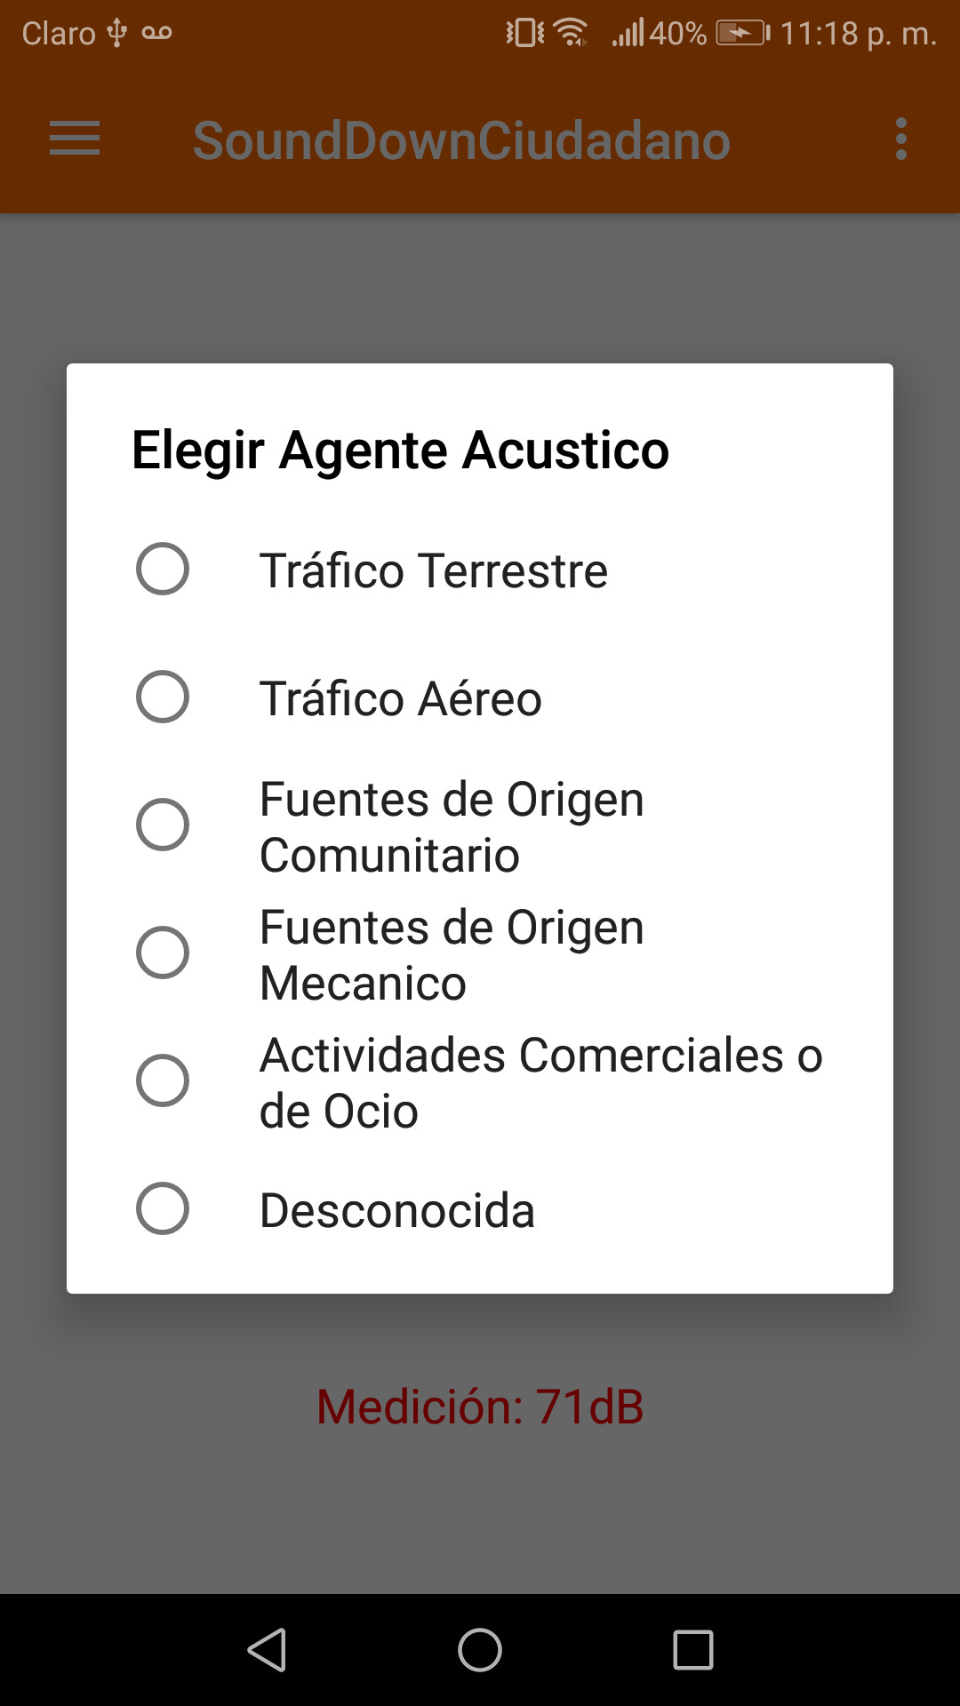 Claro 40% 11:18 p. m.
SoundDownCiudadano
Elegir Agente Acustico
Tráfico Terrestre
Tráfico Aéreo
Fuentes de Origen
Comunitario
Fuentes de Origen
Mecanico
Actividades Comerciales o
de Ocio
Desconocida
Medición: 71dB